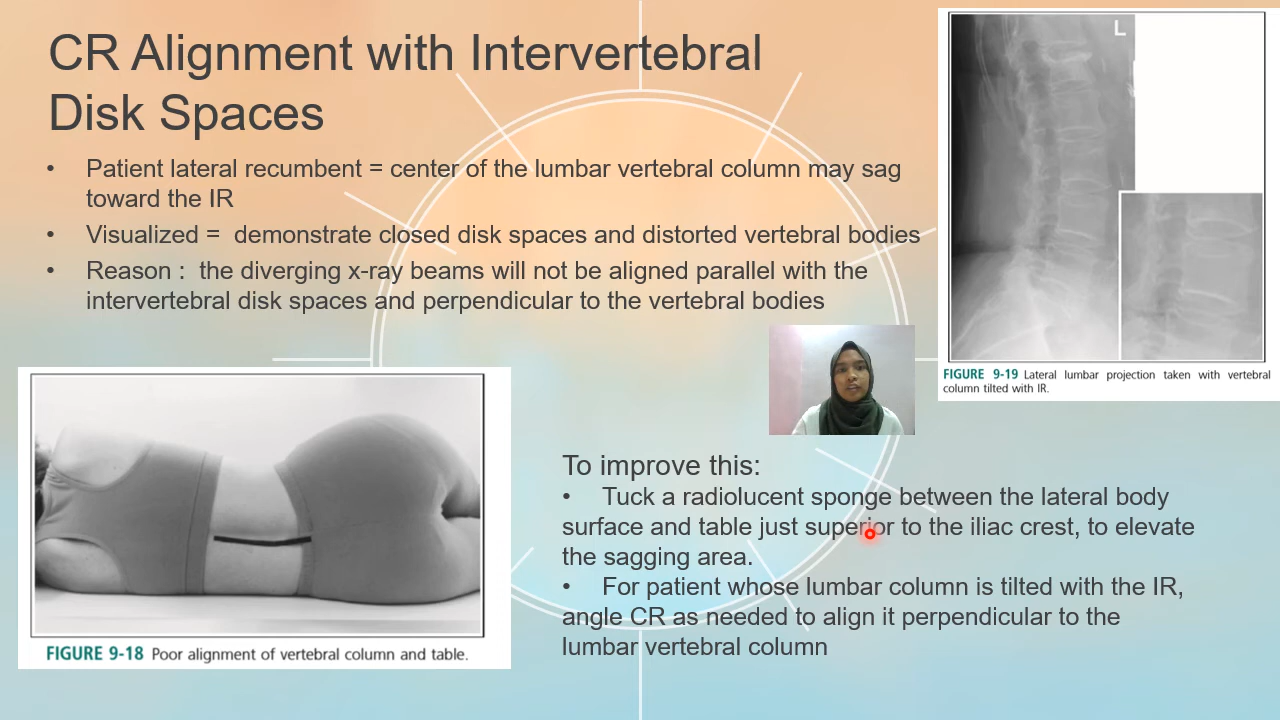 CR Alignment with Intervertebral
Disk Spaces
• Patient lateral recumbent = center of the lumbar vertebral column may sag
toward the IR
• Visualized = demonstrate closed disk spaces and distorted vertebral bodies
• Reason : the diverging x-ray beams will not be aligned parallel with the
intervertebral disk spaces and perpendicular to the vertebral bodies
L
FIGURE 9-19 Lateral lumbar projection taken with vertebral
column tilted with IR.
FIGURE 9-18 Poor alignment of vertebral column and table.
To improve this:
• Tuck a radiolucent sponge between the lateral body
surface and table just superior to the iliac crest, to elevate
the sagging area.
• For patient whose lumbar column is tilted with the IR,
angle CR as needed to align it perpendicular to the
lumbar vertebral column